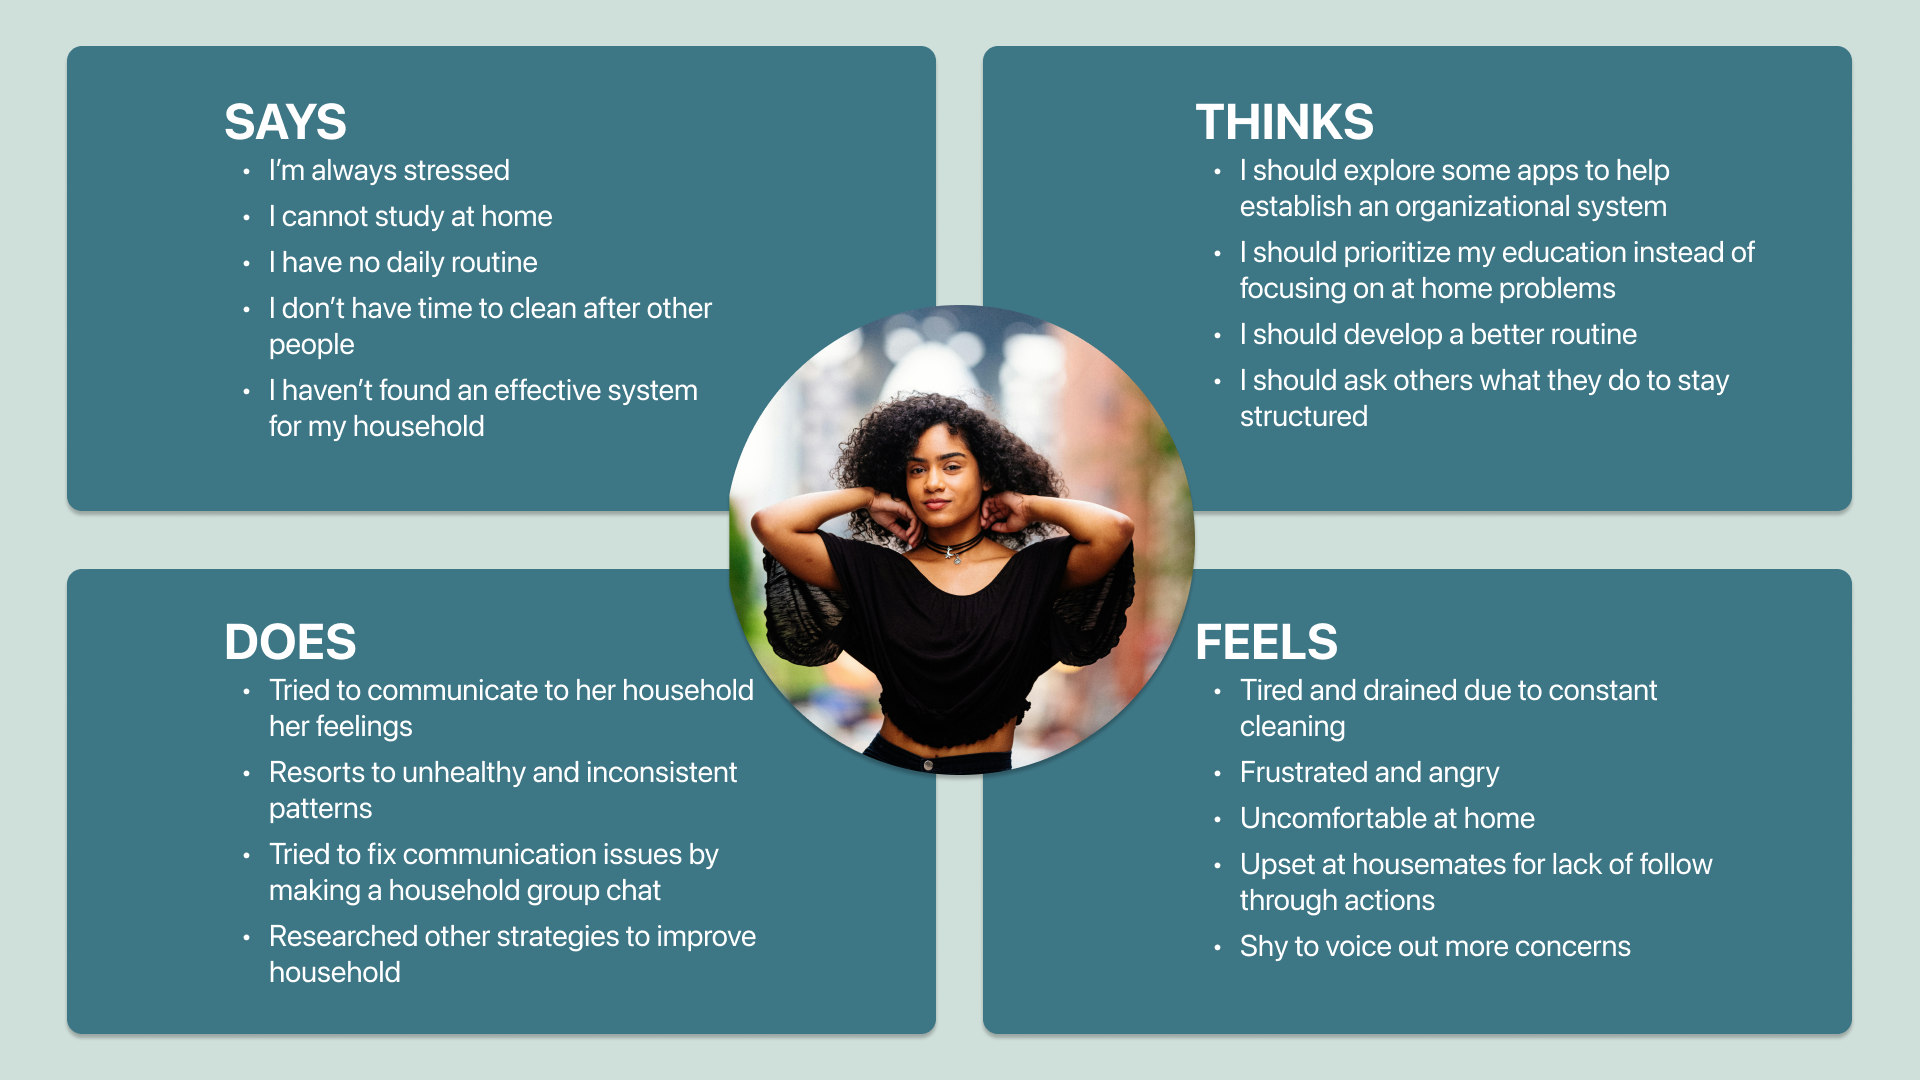 SAYS
• I’m always stressed
• I cannot study at home
• I have no daily routine
• I don’t have time to clean after other
people
• I haven’t found an effective system
for my household
THINKS
• I should explore some apps to help
establish an organizational system
• I should prioritize my education instead of
focusing on at home problems
• I should develop a better routine
• I should ask others what they do to stay
structured
DOES
• Tried to communicate to her household
her feelings
• Resorts to unhealthy and inconsistent
patterns
• Tried to fix communication issues by
making a household group chat
• Researched other strategies to improve
household
FEELS
• Tired and drained due to constant
cleaning
• Frustrated and angry
• Uncomfortable at home
• Upset at housemates for lack of follow
through actions
• Shy to voice out more concerns